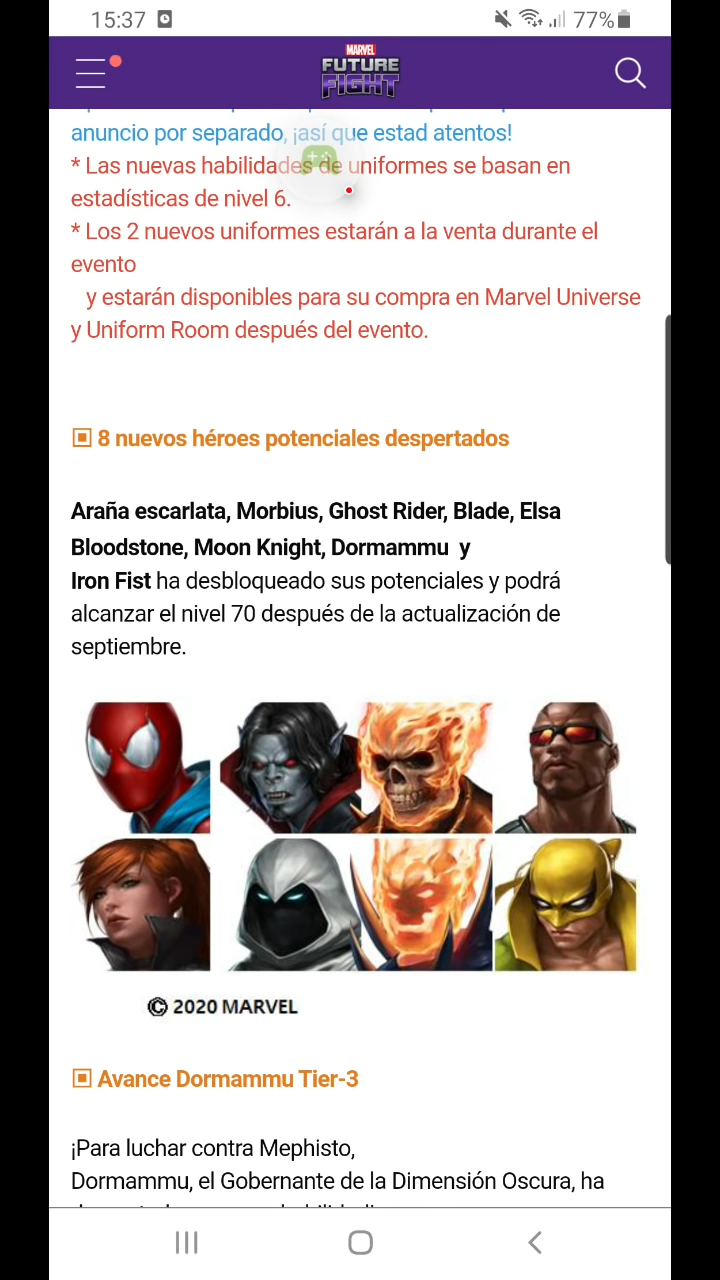 15:37
77%
MARVEL
FUTURE
FIGHT
anuncio por separado, ¡así que estad atentos!
* Las nuevas habilidades de uniformes se basan en
estadísticas de nivel 6.
* Los 2 nuevos uniformes estarán a la venta durante el
evento
y estarán disponibles para su compra en Marvel Universe
y Uniform Room después del evento.
8 nuevos héroes potenciales despertados
Araña escarlata, Morbius, Ghost Rider, Blade, Elsa
Bloodstone, Moon Knight, Dormammu y
Iron Fist ha desbloqueado sus potenciales y podrá
alcanzar el nivel 70 después de la actualización de
septiembre.
© 2020 MARVEL
Avance Dormammu Tier-3
¡Para luchar contra Mephisto,
Dormammu, el Gobernante de la Dimensión Oscura, ha